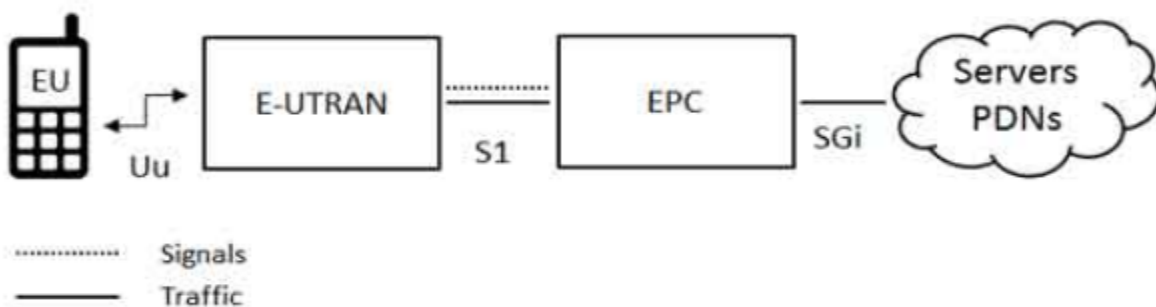 EU
E-UTRAN
EPC
Servers
PDNs
Uu
S1
SGi
Signals
Traffic